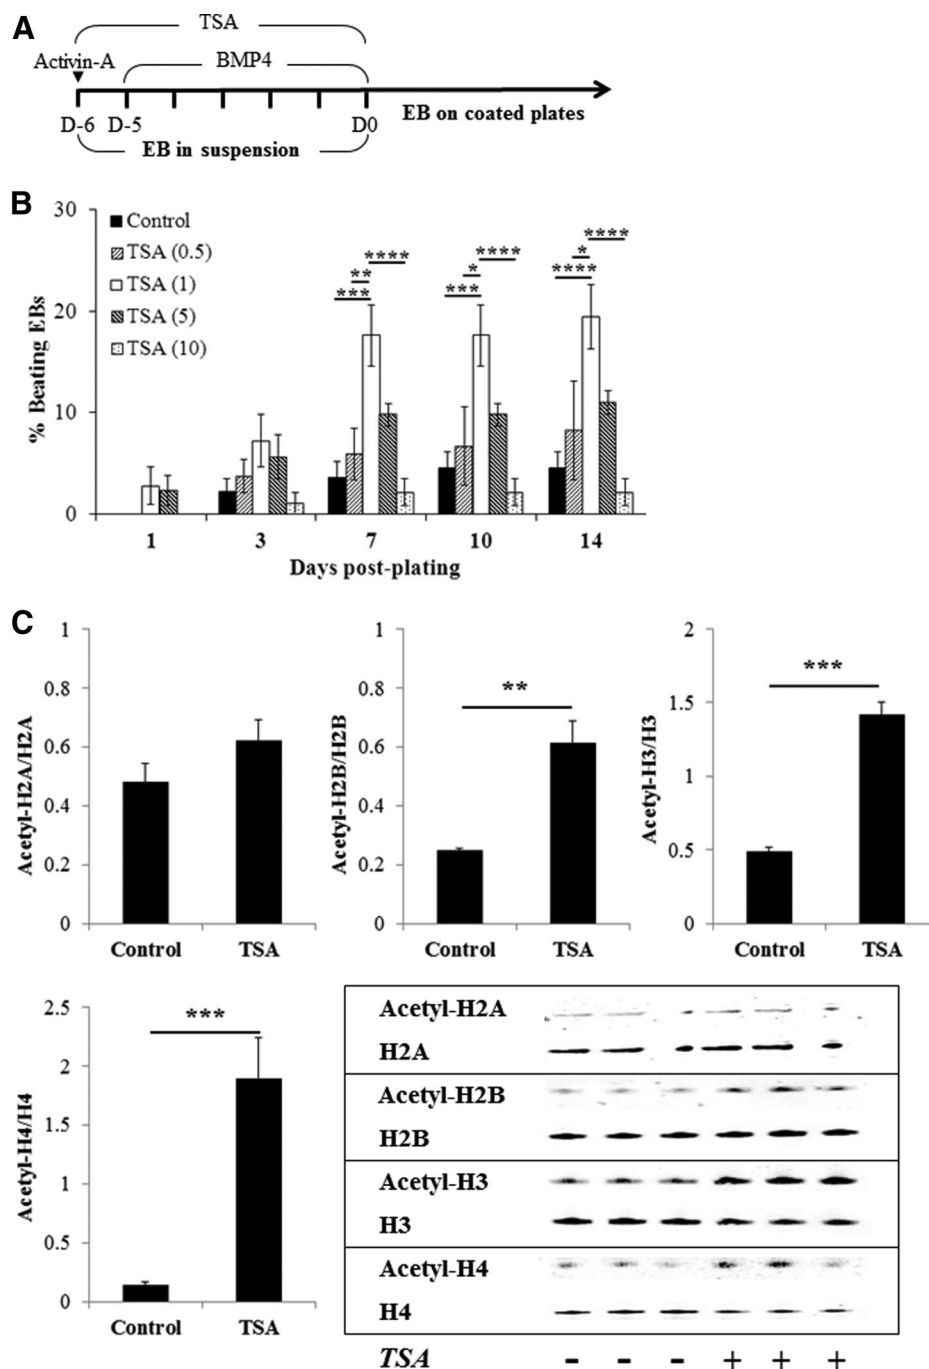 A
TSA
Activin-A
BMP4
D-6 D-5 D0
EB on coated plates
EB in suspension
B
% Beating EBs
30
20
10
0
Control
TSA (0.5)
TSA (1)
TSA (5)
TSA (10)
**** **** ****
** * *
*** *** ****
1 3 7 10 14
Days post-plating
C
Acetyl-H2A/H2A
1
0.8
0.6
0.4
0.2
0
Control TSA
Acetyl-H2B/H2B
1
0.8
0.6
0.4
0.2
0
**
Control TSA
Acetyl-H3/H3
2
1.5
1
0.5
0
***
Control TSA
Acetyl-H4/H4
2.5
2
1.5
1
0.5
0
***
Control TSA
Acetyl-H2A
H2A
Acetyl-H2B
H2B
Acetyl-H3
H3
Acetyl-H4
H4
TSA - - - + + +